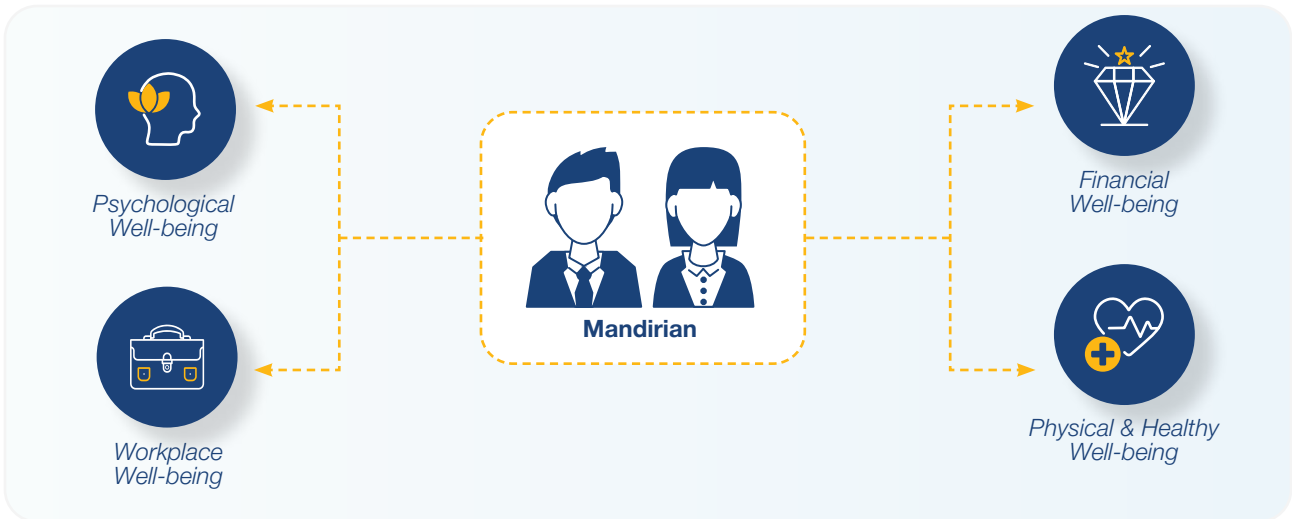 Psychological
Well-being
Workplace
Well-being
Mandirian
Financial
Well-being
Physical & Healthy
Well-being